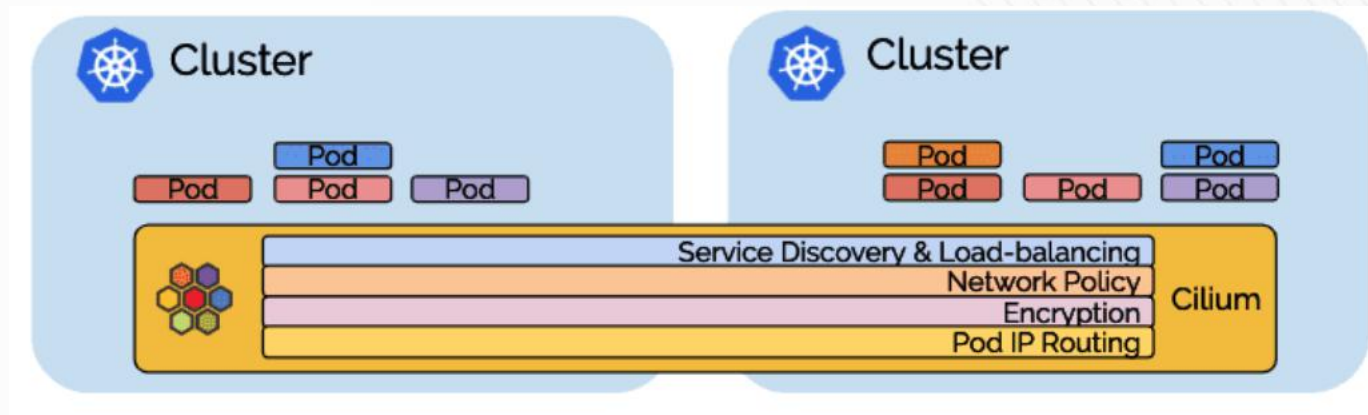 Cluster
Cluster
Pod
Pod
Pod
Pod
Pod
Pod
Pod
Pod
Pod
Service Discovery & Load-balancing
Network Policy
Encryption
Pod IP Routing
Cilium